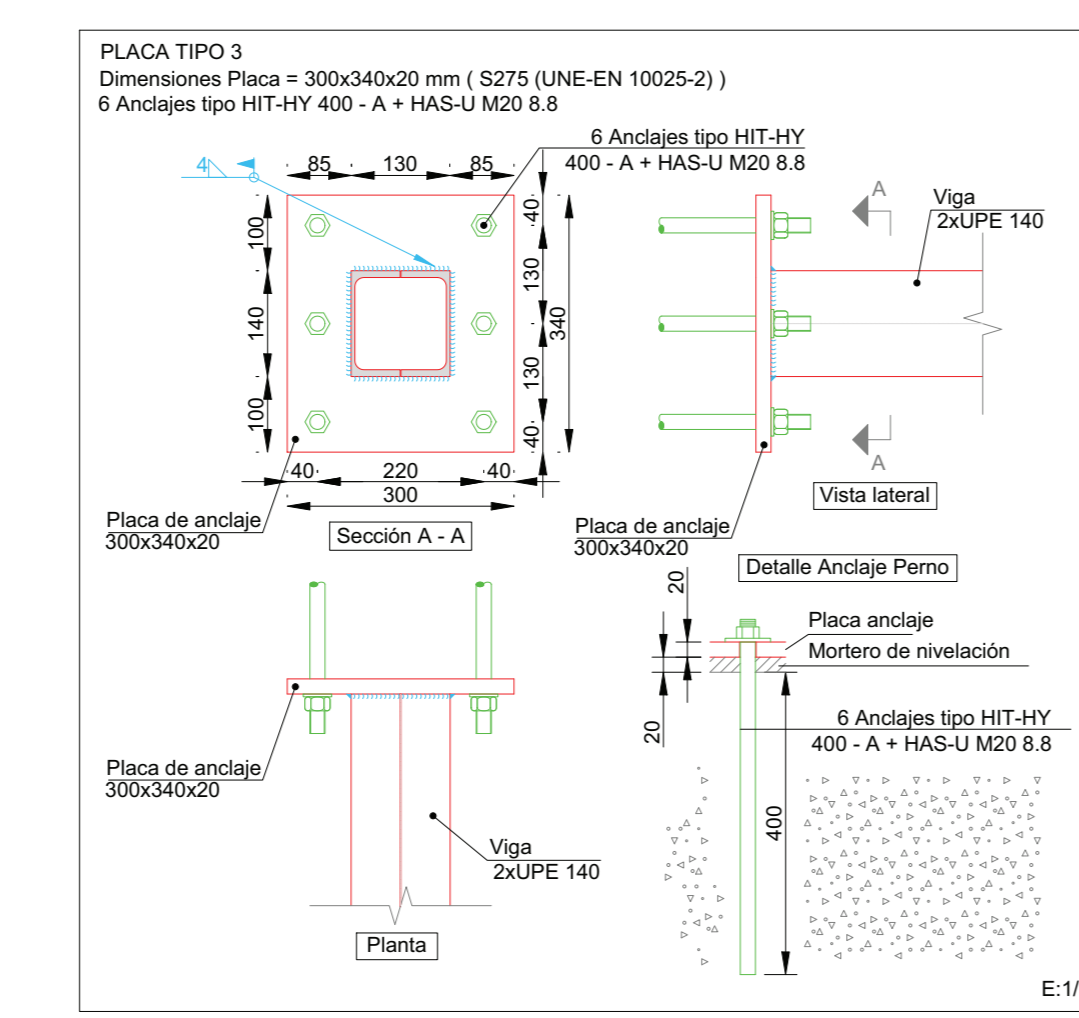 PLACA TIPO 3
Dimensiones Placa = 300x340x20 mm ( S275 (UNE-EN 10025-2) )
6 Anclajes tipo HIT-HY 400 - A + HAS-U M20 8.8
6 Anclajes tipo HIT-HY
400 - A + HAS-U M20 8.8
4
85
130
85
100
140
100
40
130
130
40
340
40
220
40
300
Placa de anclaje
300x340x20
Sección A - A
A
Viga
2xUPE 140
A
Vista lateral
Placa de anclaje
300x340x20
Detalle Anclaje Perno
20
Placa anclaje
Mortero de nivelación
20
6 Anclajes tipo HIT-HY
400 - A + HAS-U M20 8.8
400
Placa de anclaje
300x340x20
Viga
2xUPE 140
Planta
E:1/